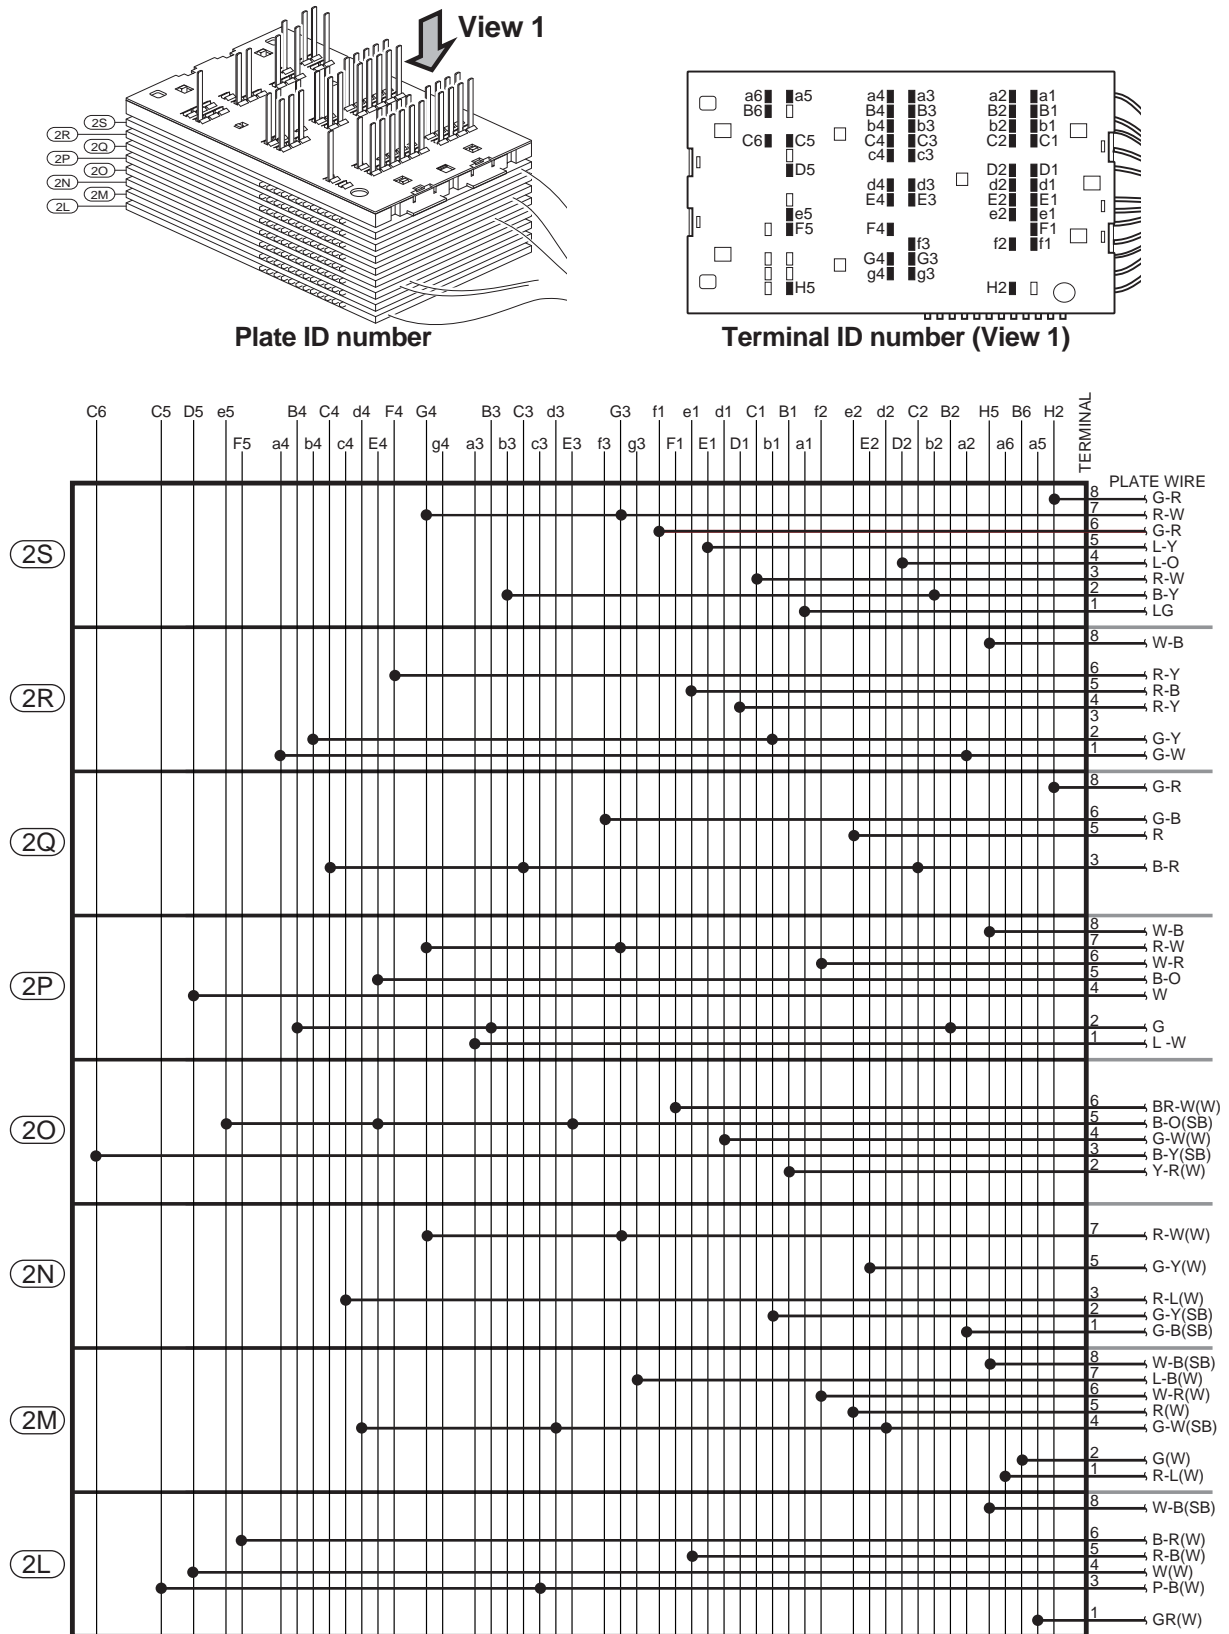 View 1
2S
2R
2Q
2P
2O
2N
2M
2L
Plate ID number
a6 a5 a4 a3 a2 a1
B6 B4 B3 B2 B1
b4 b3 b2 b1
C6 C5 C4 C3 C2 C1
c4 c3
D5 D2 D1
d4 d3 d2 d1
E4 E3 E2 E1
e5 e2 e1
F5 F4 F1
f3 f2 f1
G4 G3
g4 g3
H5 H2
Terminal ID number (View 1)
C6 C5 D5 e5 B4 C4 d4 F4 G4 B3 C3 d3 G3 f1 e1 d1 C1 B1 f2 e2 d2 C2 B2 H5 B6 H2
F5 a4 b4 c4 E4 g4 a3 b3 c3 E3 f3 g3 F1 E1 D1 b1 a1 E2 D2 b2 a2 a6 a5
TERMINAL
PLATE WIRE
2S
8 G-R
7 R-W
6 G-R
5 L-Y
4 L-O
3 R-W
2 B-Y
1 LG
2R
8 W-B
6 R-Y
5 R-B
4 R-Y
3
2 G-Y
1 G-W
2Q
8 G-R
6 G-B
5 R
3 B-R
2P
8 W-B
7 R-W
6 W-R
5 B-O
4 W
2 G
1 L -W
2O
6 BR-W(W)
5 B-O(SB)
4 G-W(W)
3 B-Y(SB)
2 Y-R(W)
2N
7 R-W(W)
5 G-Y(W)
3 R-L(W)
2 G-Y(SB)
1 G-B(SB)
2M
8 W-B(SB)
7 L-B(W)
6 W-R(W)
5 R(W)
4 G-W(SB)
2 G(W)
1 R-L(W)
2L
8 W-B(SB)
6 B-R(W)
5 R-B(W)
4 W(W)
3 P-B(W)
1 GR(W)